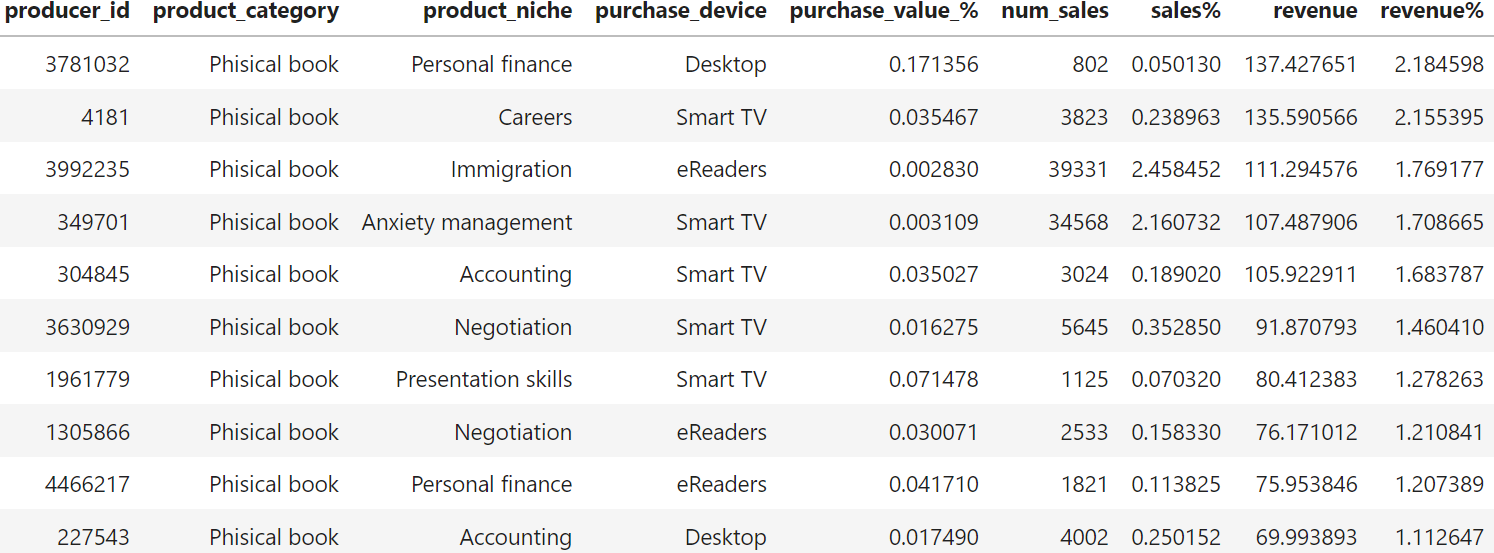 producer_id product_category product_niche purchase_device purchase_value_% num_sales sales% revenue revenue%
3781032 Phisical book Personal finance Desktop 0.171356 802 0.050130 137.427651 2.184598
4181 Phisical book Careers Smart TV 0.035467 3823 0.238963 135.590566 2.155395
3992235 Phisical book Immigration eReaders 0.002830 39331 2.458452 111.294576 1.769177
349701 Phisical book Anxiety management Smart TV 0.003109 34568 2.160732 107.487906 1.708665
304845 Phisical book Accounting Smart TV 0.035027 3024 0.189020 105.922911 1.683787
3630929 Phisical book Negotiation Smart TV 0.016275 5645 0.352850 91.870793 1.460410
1961779 Phisical book Presentation skills Smart TV 0.071478 1125 0.070320 80.412383 1.278263
1305866 Phisical book Negotiation eReaders 0.030071 2533 0.158330 76.171012 1.210841
4466217 Phisical book Personal finance eReaders 0.041710 1821 0.113825 75.953846 1.207389
227543 Phisical book Accounting Desktop 0.017490 4002 0.250152 69.993893 1.112647